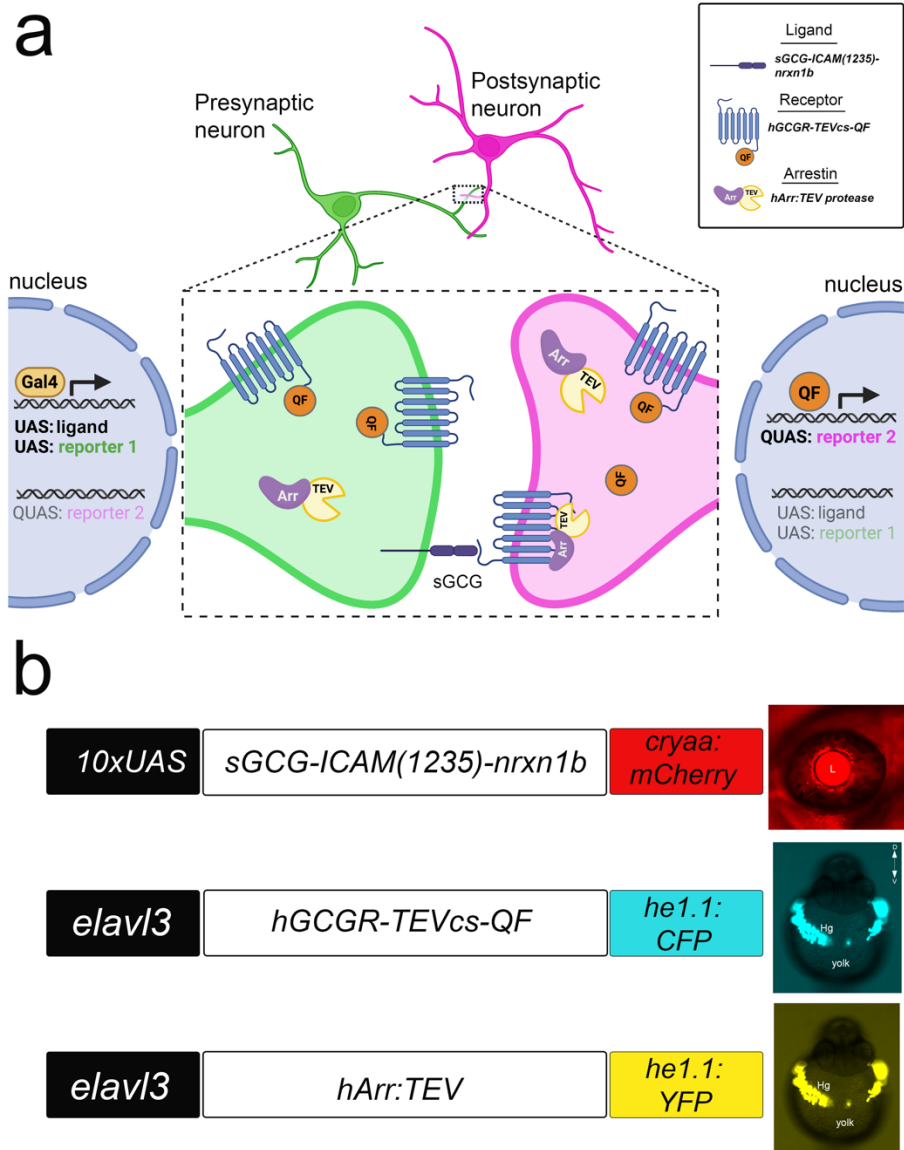 a
Presynaptic
neuron
Postsynaptic
neuron
Ligand
sGCG-ICAM(1235)-
nrxn1b
Receptor
hGCGR-TEVcs-QF
QF
Arrestin
Arr TEV
hArr:TEV protease
nucleus
Gal4
UAS: ligand
UAS: reporter 1
QUAS: reporter 2
QF
QF
Arr TEV
sGCG
Arr TEV
QF
QF
TEV
Arr
nucleus
QF
QUAS: reporter 2
UAS: ligand
UAS: reporter 1
b
10xUAS
sGCG-ICAM(1235)-nrxn1b
cryaa:
mCherry
L
elavl3
hGCGR-TEVcs-QF
he1.1:
CFP
D
V
Hg
yolk
elavl3
hArr:TEV
he1.1:
YFP
Hg
yolk